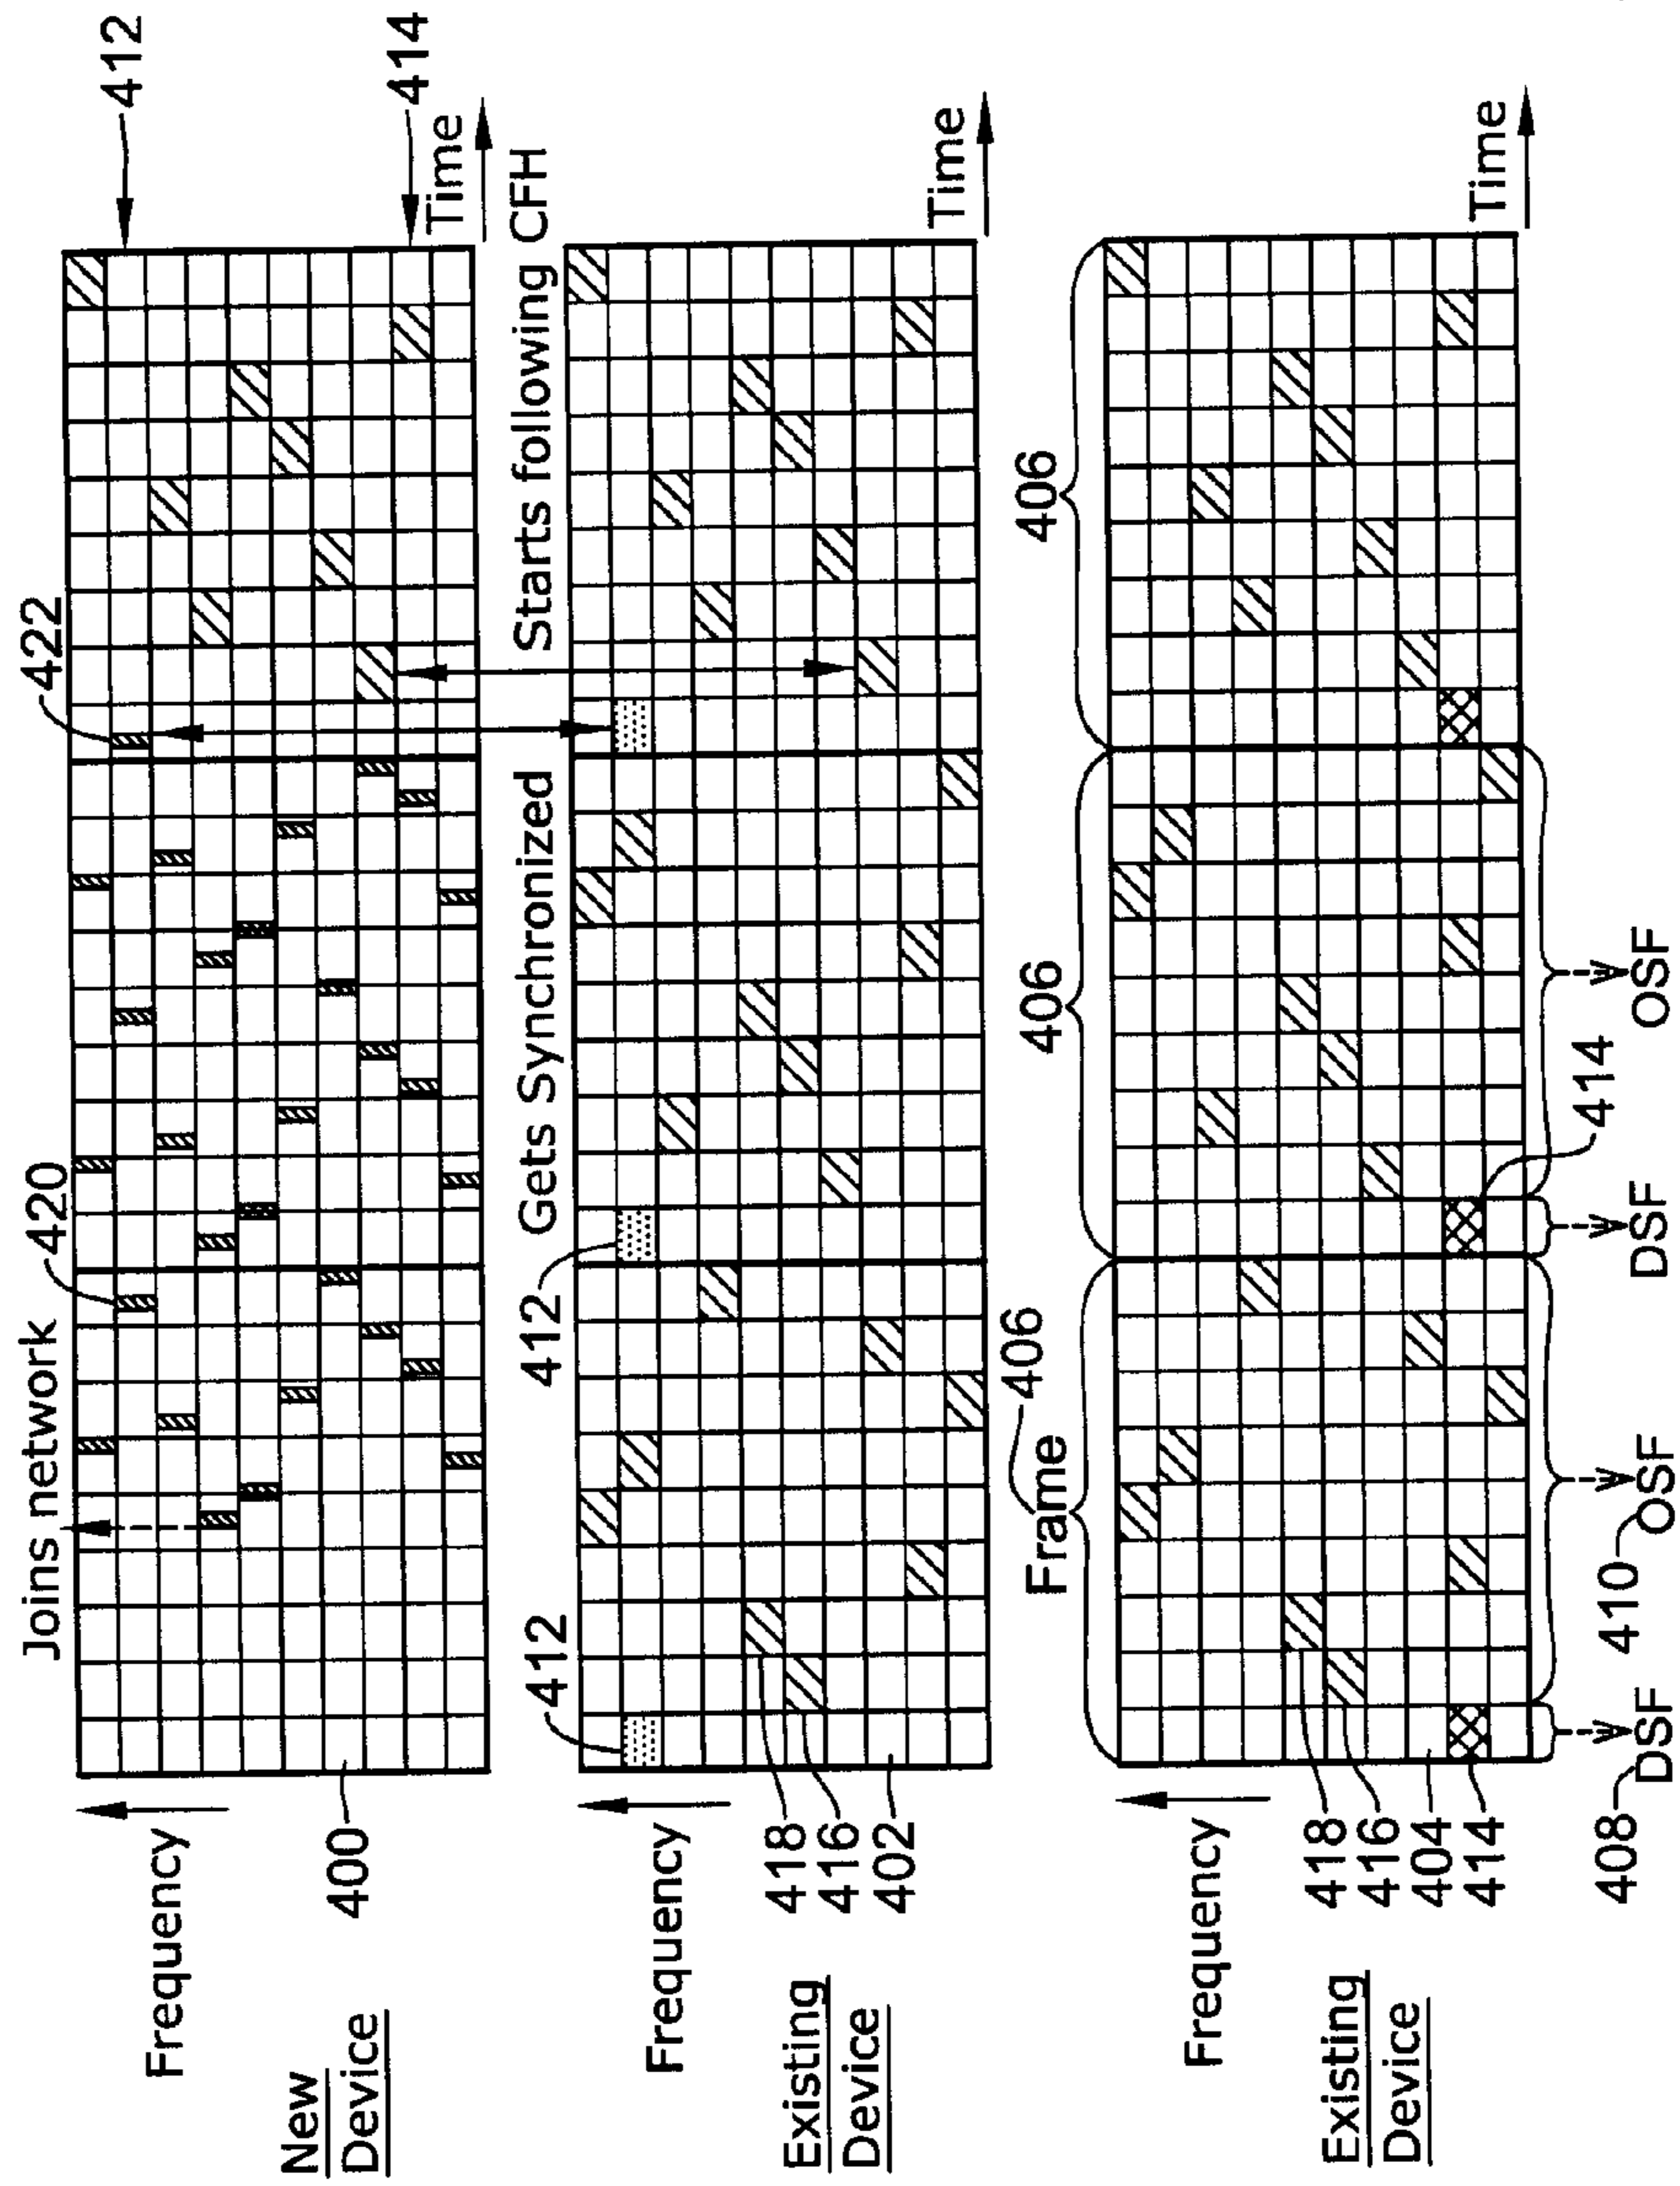 Joins network
420
422
412
414
Frequency
Time
New
Device
400
Gets Synchronized
Starts following CFH
412
412
Frequency
Time
Existing
Device
418
416
402
Frame
406
406
406
Frequency
Time
Existing
Device
418
416
404
414
414
408
DSF
410
OSF
DSF
OSF